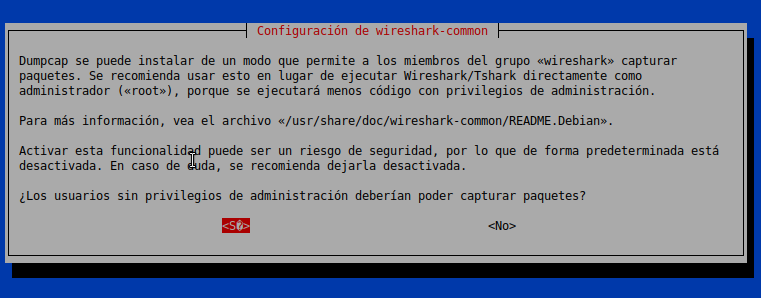 Configuración de wireshark-common
Dumpcap se puede instalar de un modo que permite a los miembros del grupo «wireshark» capturar
paquetes. Se recomienda usar esto en lugar de ejecutar Wireshark/Tshark directamente como
administrador («root»), porque se ejecutará menos código con privilegios de administración.
Para más información, vea el archivo «/usr/share/doc/wireshark-common/README.Debian».
Activar esta funcionalidad puede ser un riesgo de seguridad, por lo que de forma predeterminada está
desactivada. En caso de duda, se recomienda dejarla desactivada.
¿Los usuarios sin privilegios de administración deberían poder capturar paquetes?
<S�> <No>